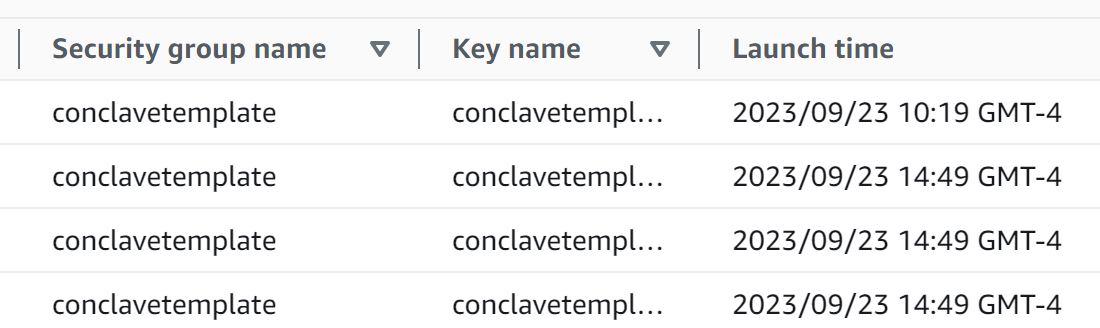 Security group name Key name Launch time
conclavetemplate conclavetempl... 2023/09/23 10:19 GMT-4
conclavetemplate conclavetempl... 2023/09/23 14:49 GMT-4
conclavetemplate conclavetempl... 2023/09/23 14:49 GMT-4
conclavetemplate conclavetempl... 2023/09/23 14:49 GMT-4